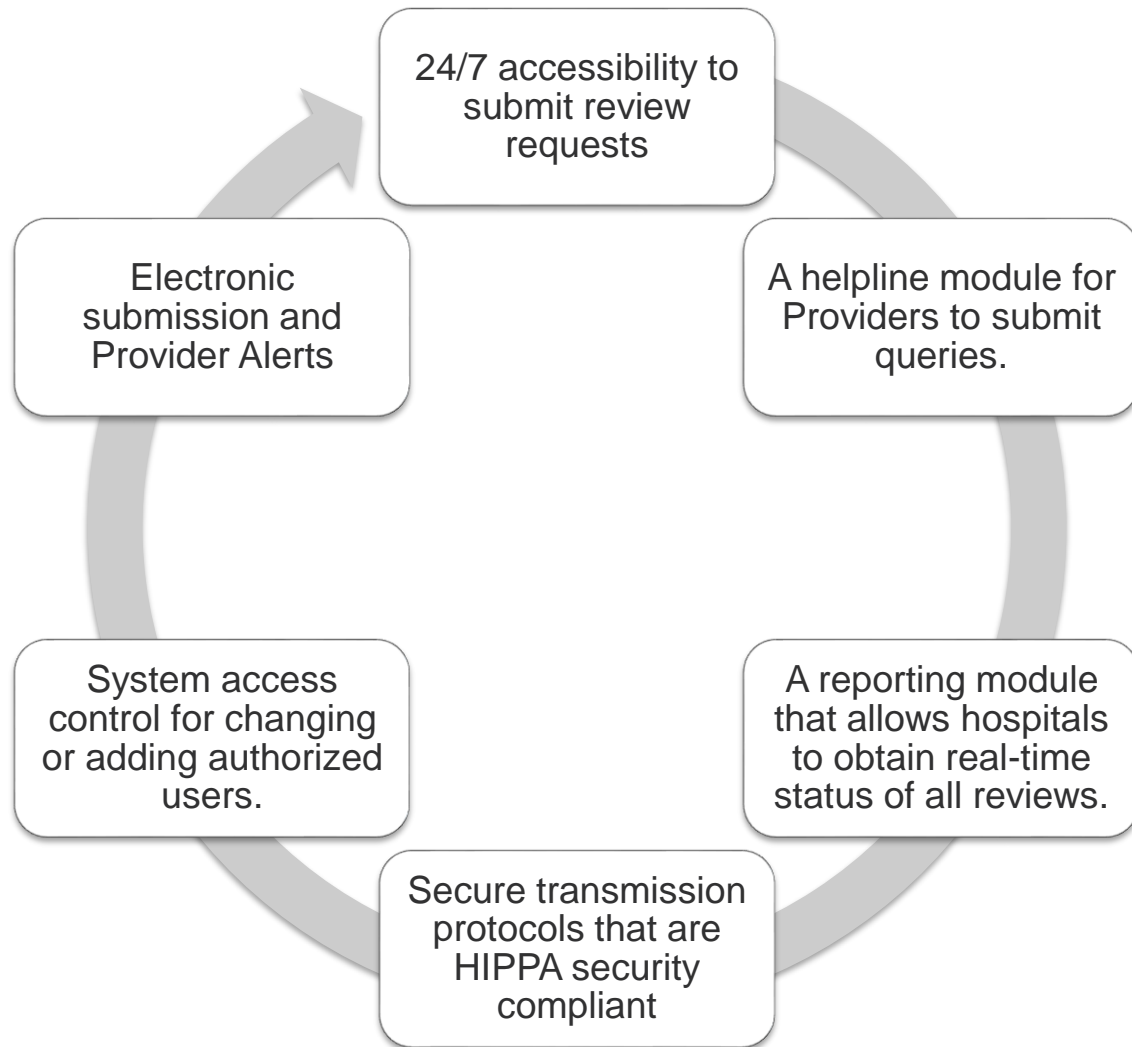 24/7 accessibility to
submit review
requests
A helpline module for
Providers to submit
queries.
A reporting module
that allows hospitals
to obtain real-time
status of all reviews.
Secure transmission
protocols that are
HIPPA security
compliant
System access
control for changing
or adding authorized
users.
Electronic
submission and
Provider Alerts